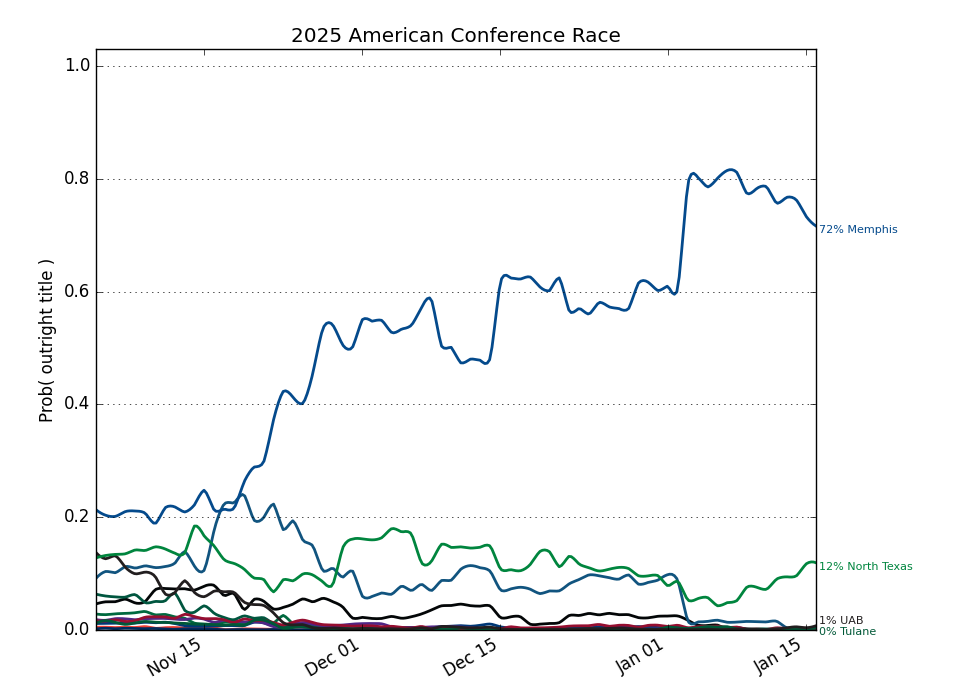 2025 American Conference Race
Prob( outright title )
1.0
0.8
0.6
0.4
0.2
0.0
72% Memphis
12% North Texas
1% UAB
0% Tulane
Nov 15
Dec 01
Dec 15
Jan 01
Jan 15